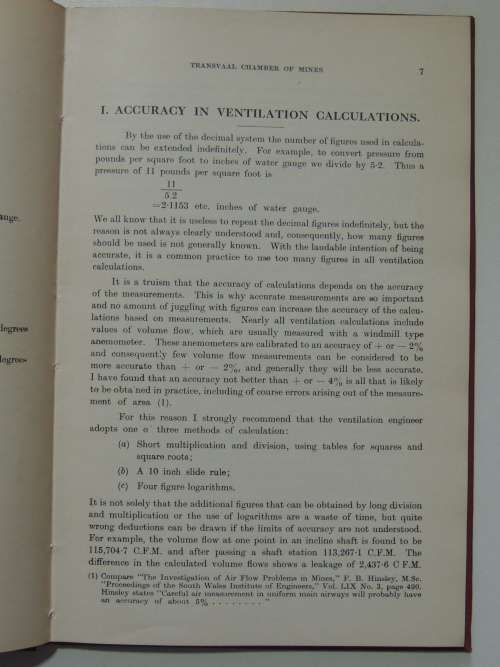 auge.
degrees
degrees
TRANSVAAL CHAMBER OF MINES 7
I. ACCURACY IN VENTILATION CALCULATIONS.
By the use of the decimal system the number of figures used in calcula-
tions can be extended indefinitely. For example, to convert pressure from
pounds per square foot to inches of water gauge we divide by 5·2. Thus a
pressure of 11 pounds per square foot is
11
5.2
=2·1153 etc. inches of water gauge.
We all know that it is useless to repeat the decimal figures indefinitely, but the
reason is not always clearly understood and, consequently, how many figures
should be used is not generally known. With the laudable intention of being
accurate, it is a common practice to use too many figures in all ventilation
calculations.
It is a truism that the accuracy of calculations depends on the accuracy
of the measurements. This is why accurate measurements are so important
and no amount of juggling with figures can increase the accuracy of the calcu-
lations based on measurements. Nearly all ventilation calculations include
values of volume flow, which are usually measured with a windmill type
anemometer. These anemometers are calibrated to an accuracy of + or — 2%
and consequently few volume flow measurements can be considered to be
more accurate than + or — 2%, and generally they will be less accurate.
I have found that an accuracy not better than + or — 4% is all that is likely
to be obta ned in practice, including of course errors arising out of the measure-
ment of area (1).
For this reason I strongly recommend that the ventilation engineer
adopts one o three methods of calculation:
(a) Short multiplication and division, using tables for squares and
square roots;
(b) A 10 inch slide rule;
(c) Four figure logarithms.
It is not solely that the additional figures that can be obtained by long division
and multiplication or the use of logarithms are a waste of time, but quite
wrong deductions can be drawn if the limits of accuracy are not understood.
For example, the volume flow at one point in an incline shaft is found to be
115,704·7 C.F.M. and after passing a shaft station 113,267·1 C.F.M. The
difference in the calculated volume flows shows a leakage of 2,437·6 C F.M.
(1) Compare "The Investigation of Air Flow Problems in Mines," F. B. Hinsley, M.Sc.
"Proceedings of the South Wales Institute of Engineers," Vol. LIX No. 3, page 490.
Hinsley states "Careful air measurement in uniform main airways will probably have
an accuracy of about 5% . . . . . . . . "